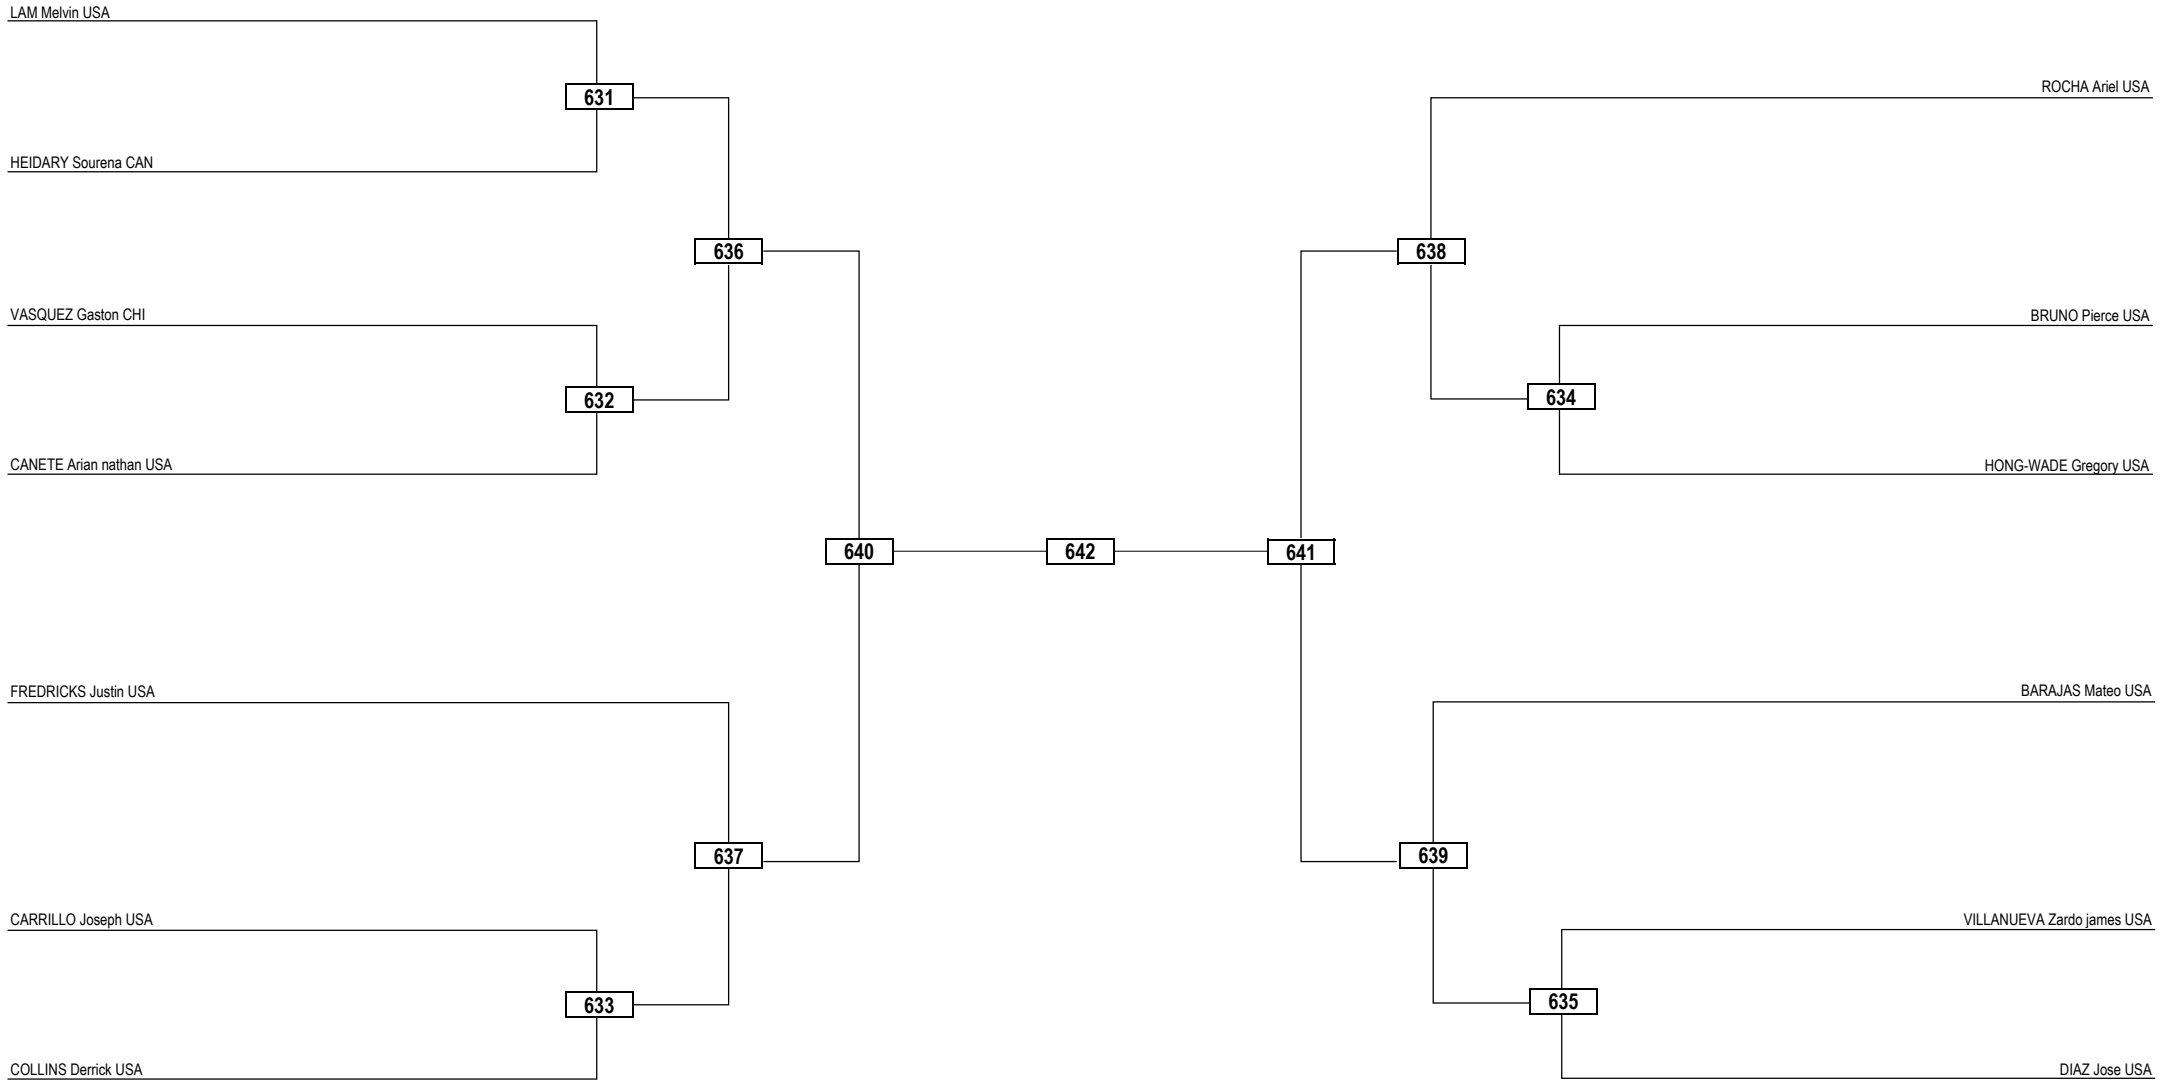 LAM Melvin USA
631
ROCHA Ariel USA
HEIDARY Sourena CAN
636
638
VASQUEZ Gaston CHI
BRUNO Pierce USA
632
634
CANETE Arian nathan USA
HONG-WADE Gregory USA
640
642
641
FREDRICKS Justin USA
BARAJAS Mateo USA
637
639
CARRILLO Joseph USA
VILLANUEVA Zardo james USA
633
635
COLLINS Derrick USA
DIAZ Jose USA